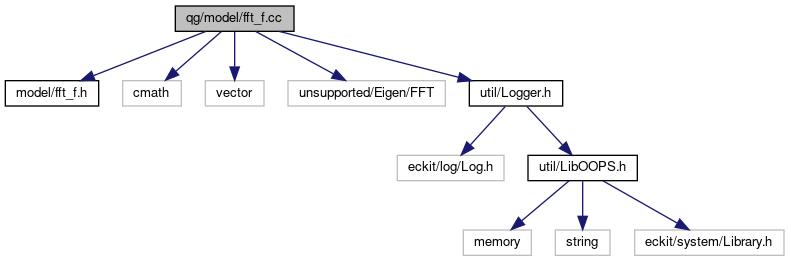 qg/model/fft_f.cc
model/fft_f.h
cmath
vector
unsupported/Eigen/FFT
util/Logger.h
eckit/log/Log.h
util/LibOOPS.h
memory
string
eckit/system/Library.h